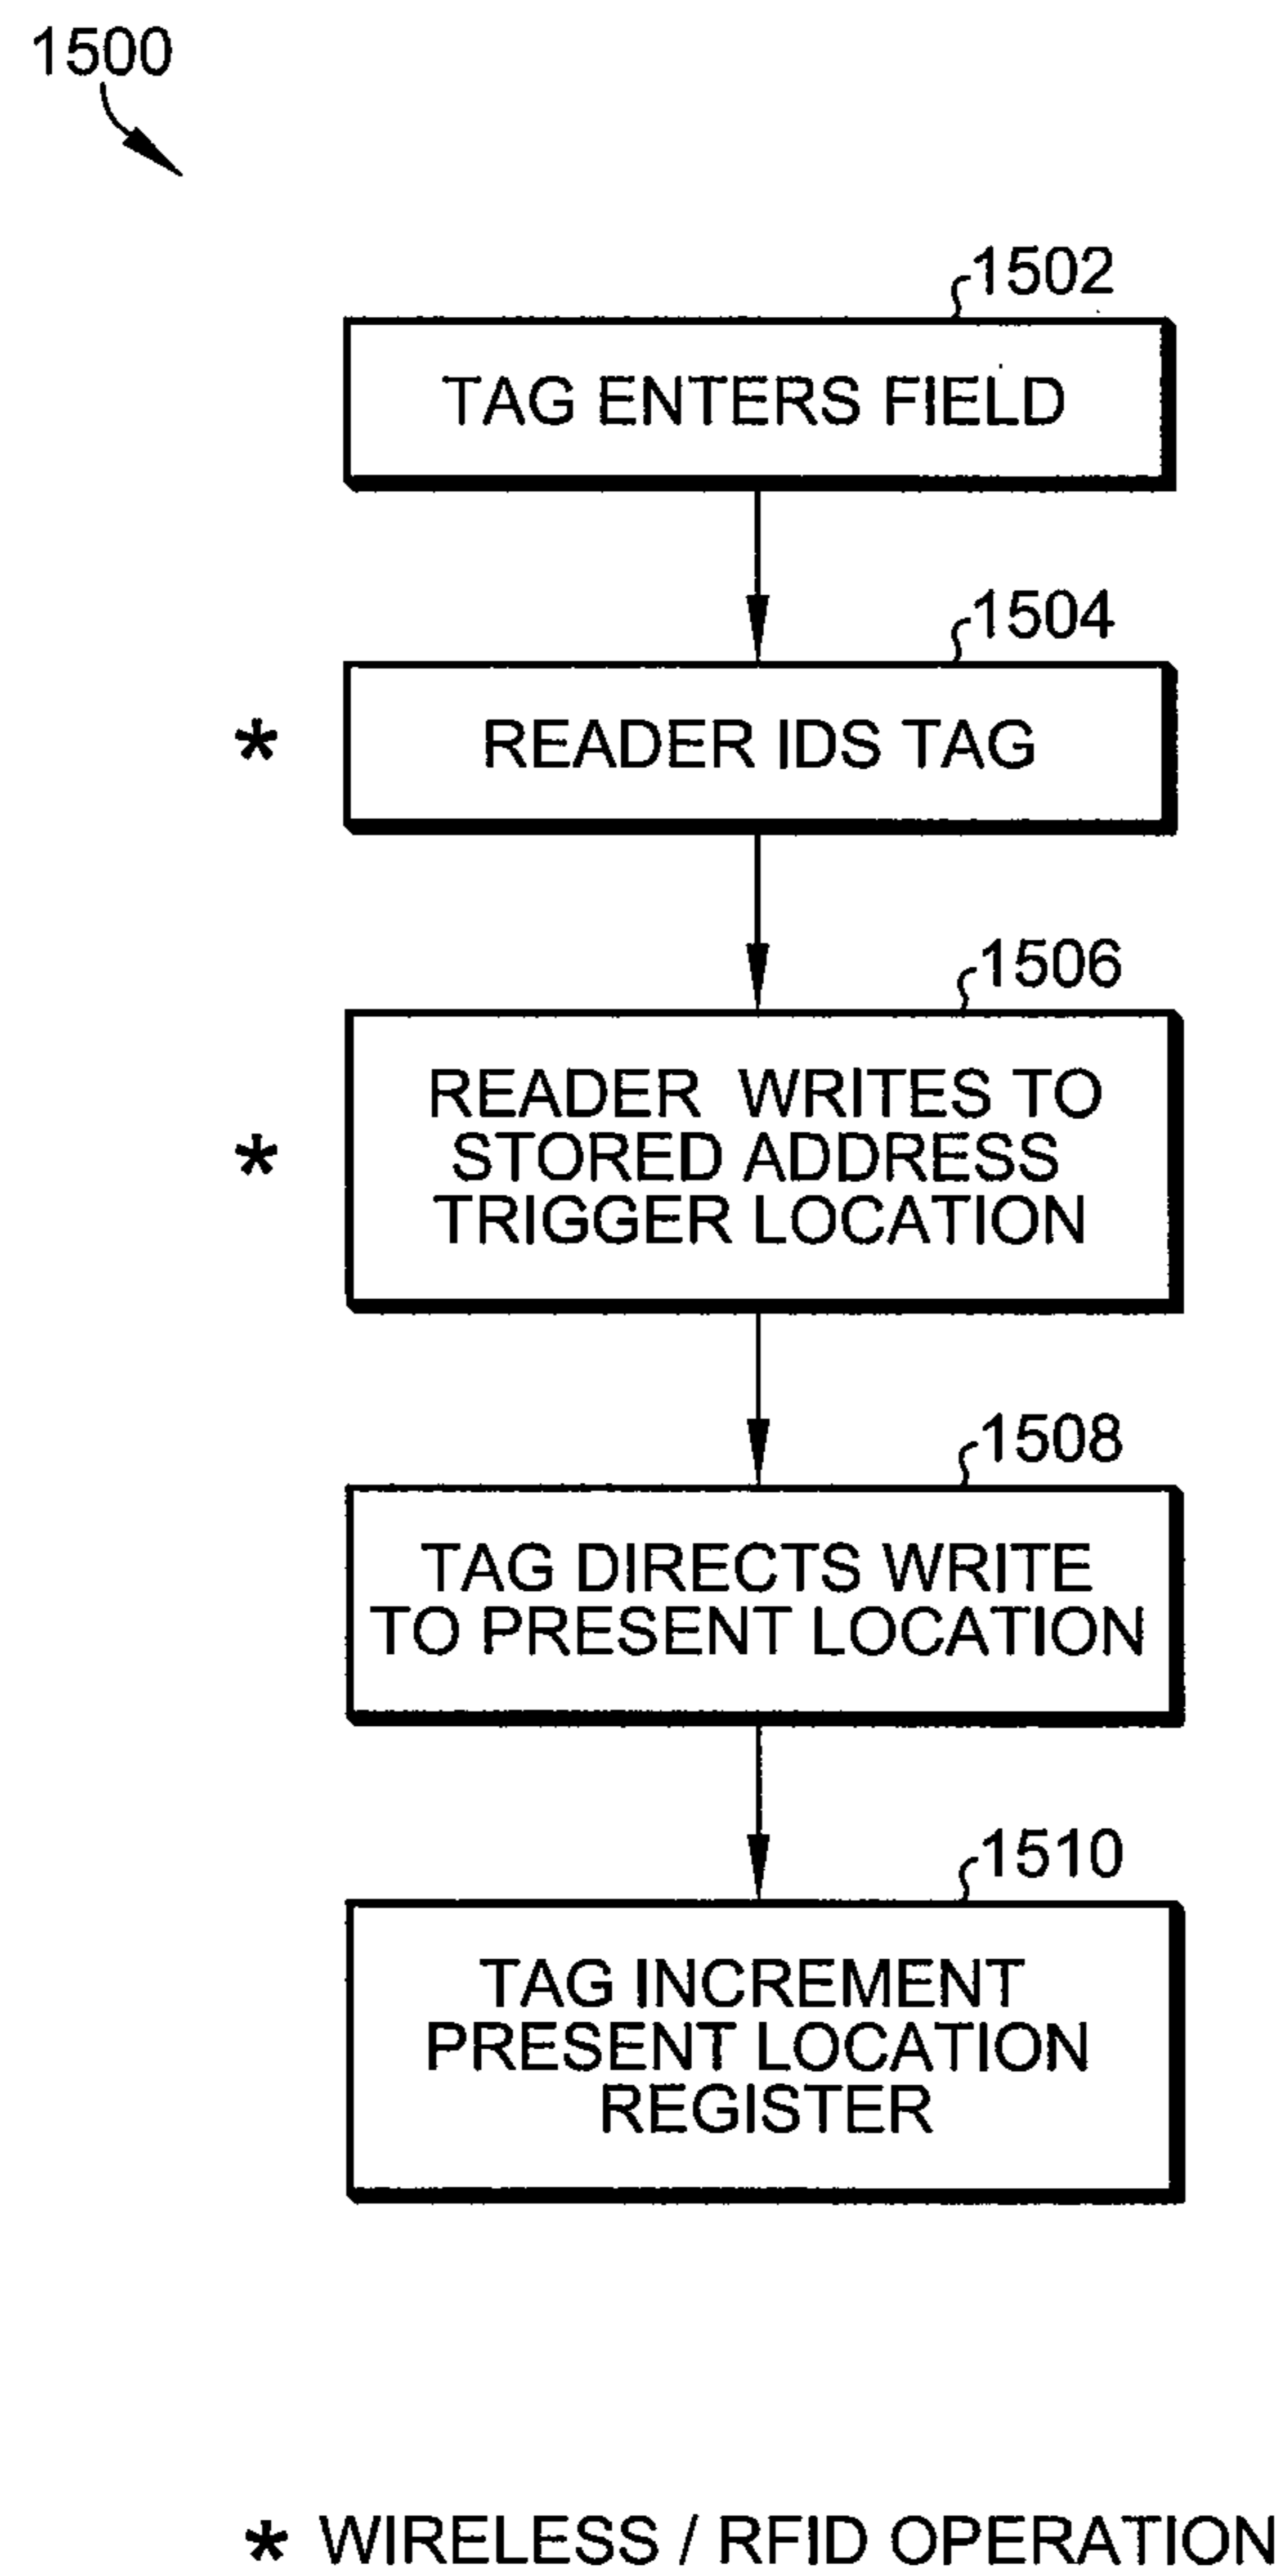 1500
1502
TAG ENTERS FIELD
1504
* READER IDS TAG
1506
READER WRITES TO
* STORED ADDRESS
TRIGGER LOCATION
1508
TAG DIRECTS WRITE
TO PRESENT LOCATION
1510
TAG INCREMENT
PRESENT LOCATION
REGISTER
* WIRELESS / RFID OPERATION